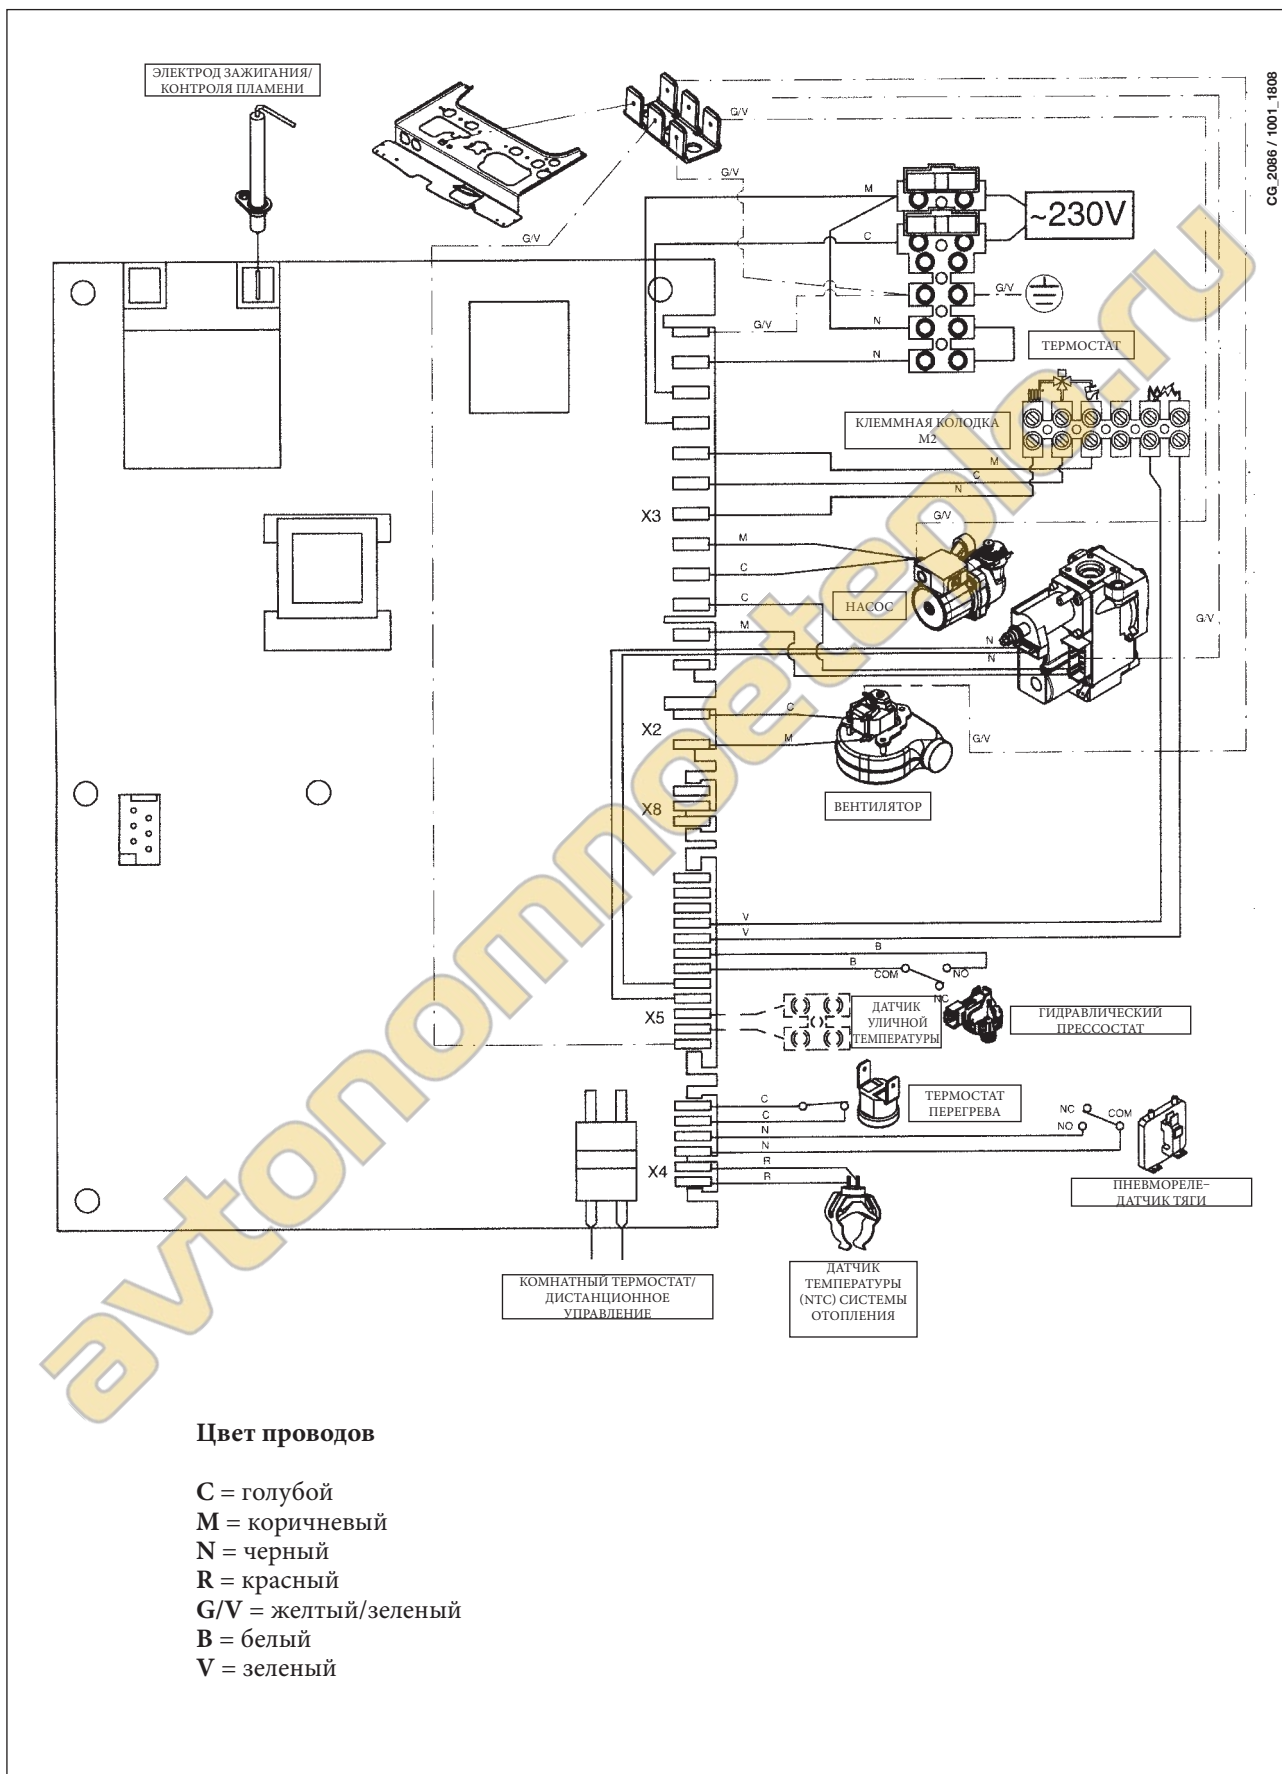 ЭЛЕКТРОД ЗАЖИГАНИЯ/
КОНТРОЛЯ ПЛАМЕНИ
CG_2086 / 1001_1808
G/V
G/V
G/V
M
~230V
C
G/V
G/V
N
ТЕРМОСТАТ
N
КЛЕММНАЯ КОЛОДКА
М2
M
C
N
X3
G/V
M
C
НАСОС
C
M
N
N
G/V
X2
C
M
G/V
ВЕНТИЛЯТОР
X8
V
V
B
B
COM
NO
NC
X5
ДАТЧИК
УЛИЧНОЙ
ТЕМПЕРАТУРЫ
ГИДРАВЛИЧЕСКИЙ
ПРЕССОСТАТ
C
C
ТЕРМОСТАТ
ПЕРЕГРЕВА
N
N
NC
COM
NO
R
R
X4
ПНЕВМОРЕЛЕ–
ДАТЧИК ТЯГИ
КОМНАТНЫЙ ТЕРМОСТАТ/
ДИСТАНЦИОННОЕ
УПРАВЛЕНИЕ
ДАТЧИК
ТЕМПЕРАТУРЫ
(NTC) СИСТЕМЫ
ОТОПЛЕНИЯ
Цвет проводов
C = голубой
M = коричневый
N = черный
R = красный
G/V = желтый/зеленый
B = белый
V = зеленый
avtonomnoeteplo.ru